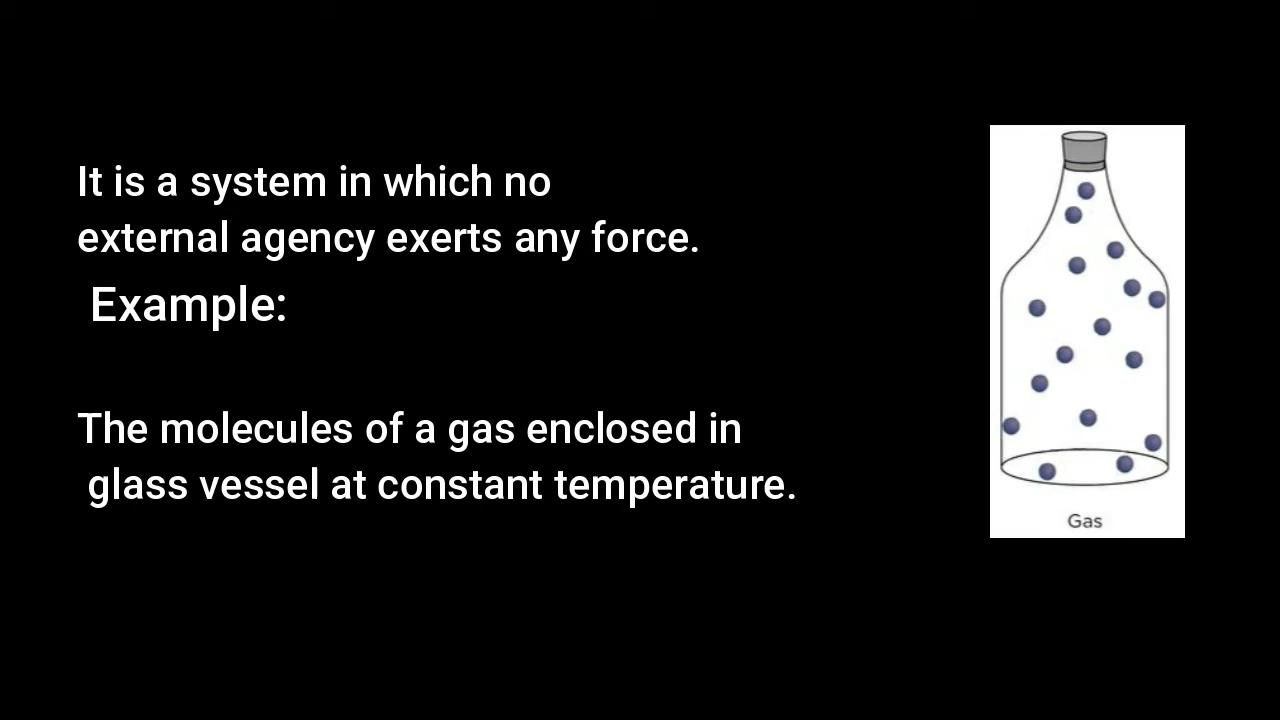 It is a system in which no
external agency exerts any force.
Example:
The molecules of a gas enclosed in
glass vessel at constant temperature.
Gas